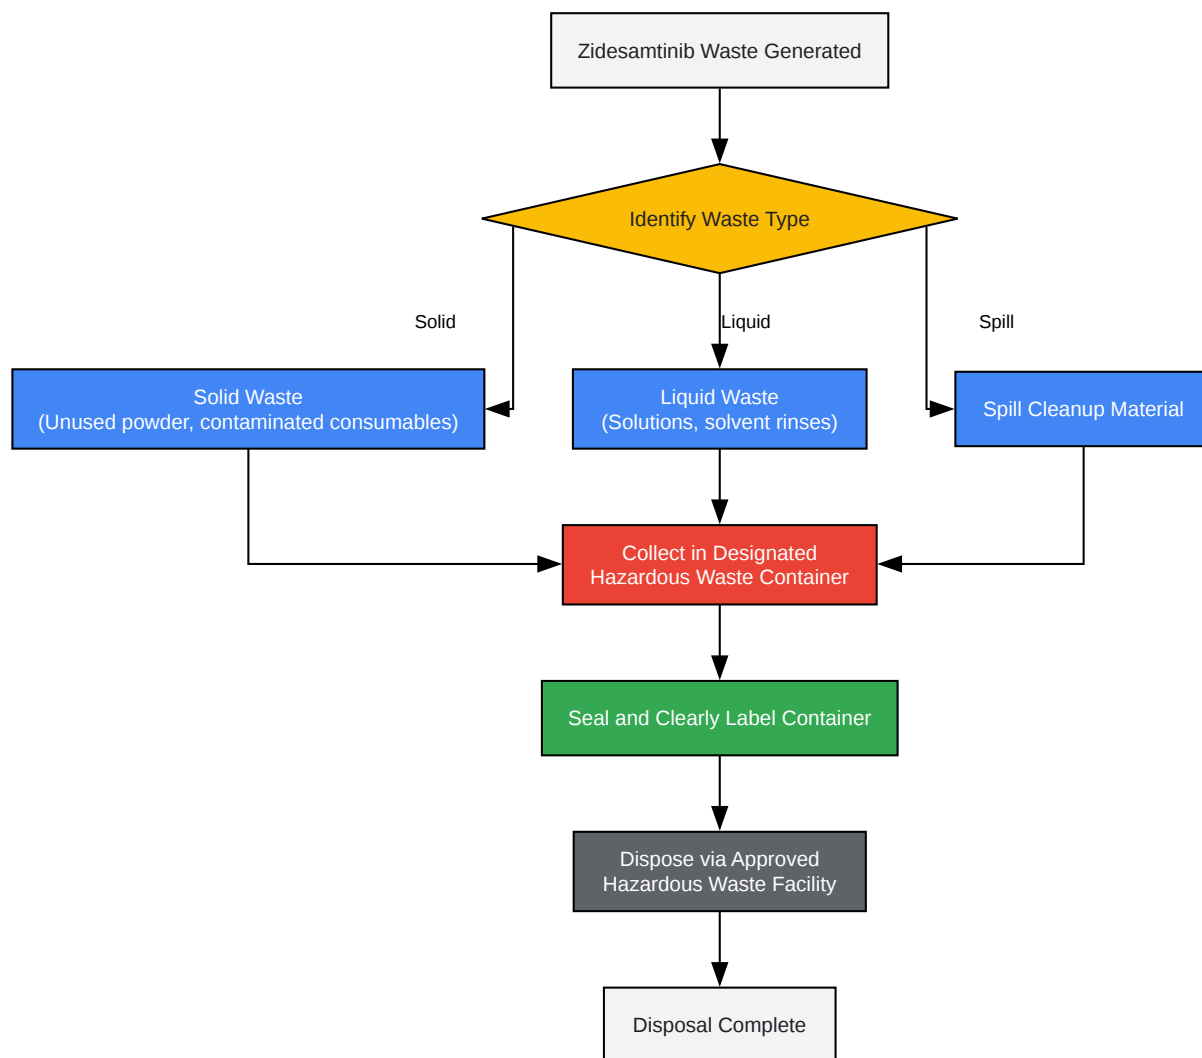 Zidesamtinib Waste Generated
Identify Waste Type
Solid
Liquid
Spill
Solid Waste
(Unused powder, contaminated consumables)
Liquid Waste
(Solutions, solvent rinses)
Spill Cleanup Material
Collect in Designated
Hazardous Waste Container
Seal and Clearly Label Container
Dispose via Approved
Hazardous Waste Facility
Disposal Complete